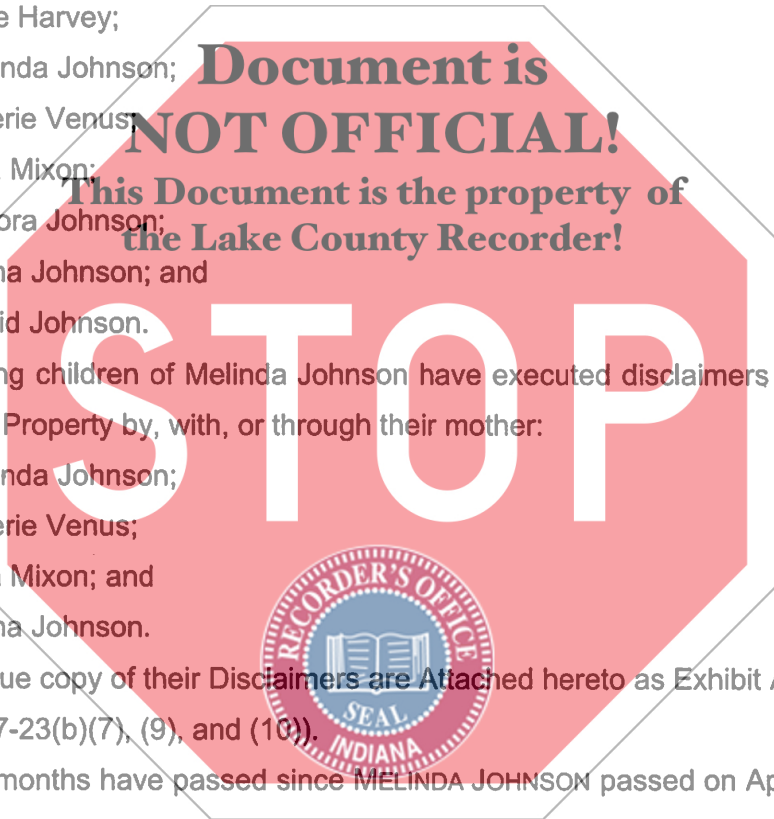 e Harvey;
nda Johnson;
Document is
erie Venus;
NOT OFFICIAL!
Mixon;
This Document is the property of
ora Johnson;
the Lake County Recorder!
na Johnson; and
id Johnson.
STOP
ng children of Melinda Johnson have executed disclaimers
Property by, with, or through their mother:
nda Johnson;
erie Venus;
Mixon; and
na Johnson.
ue copy of their Disclaimers are Attached hereto as Exhibit A
7-23(b)(7), (9), and (10)).
months have passed since MELINDA JOHNSON passed on Ap
RECORDER'S OFFICE
SEAL
INDIANA